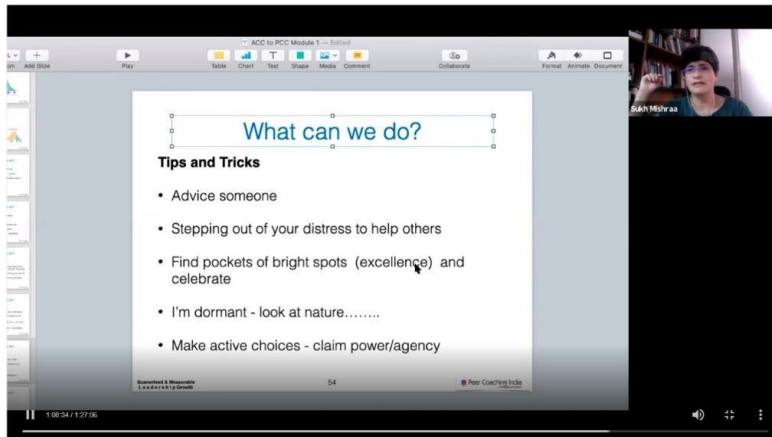 ACC to PCC Module 1 — Edited
Add Slide
Play
Table Chart Text Shape Media Comment
Collaborate
Format Animate Document
Sukh Mishraa
What can we do?
Tips and Tricks
• Advice someone
• Stepping out of your distress to help others
• Find pockets of bright spots (excellence) and
celebrate
• I'm dormant - look at nature……..
• Make active choices - claim power/agency
Guaranteed & Measurable
Leadership Growth
54
Peer Coaching India
1:08:34 / 1:27:06